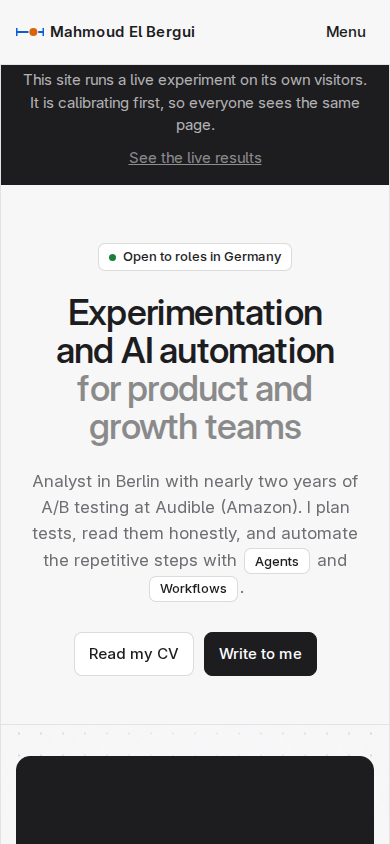 Mahmoud El Bergui
Menu
This site runs a live experiment on its own visitors.
It is calibrating first, so everyone sees the same
page.
See the live results
Open to roles in Germany
Experimentation
and AI automation
for product and
growth teams
Analyst in Berlin with nearly two years of
A/B testing at Audible (Amazon). I plan
tests, read them honestly, and automate
the repetitive steps with Agents and
Workflows.
Read my CV
Write to me